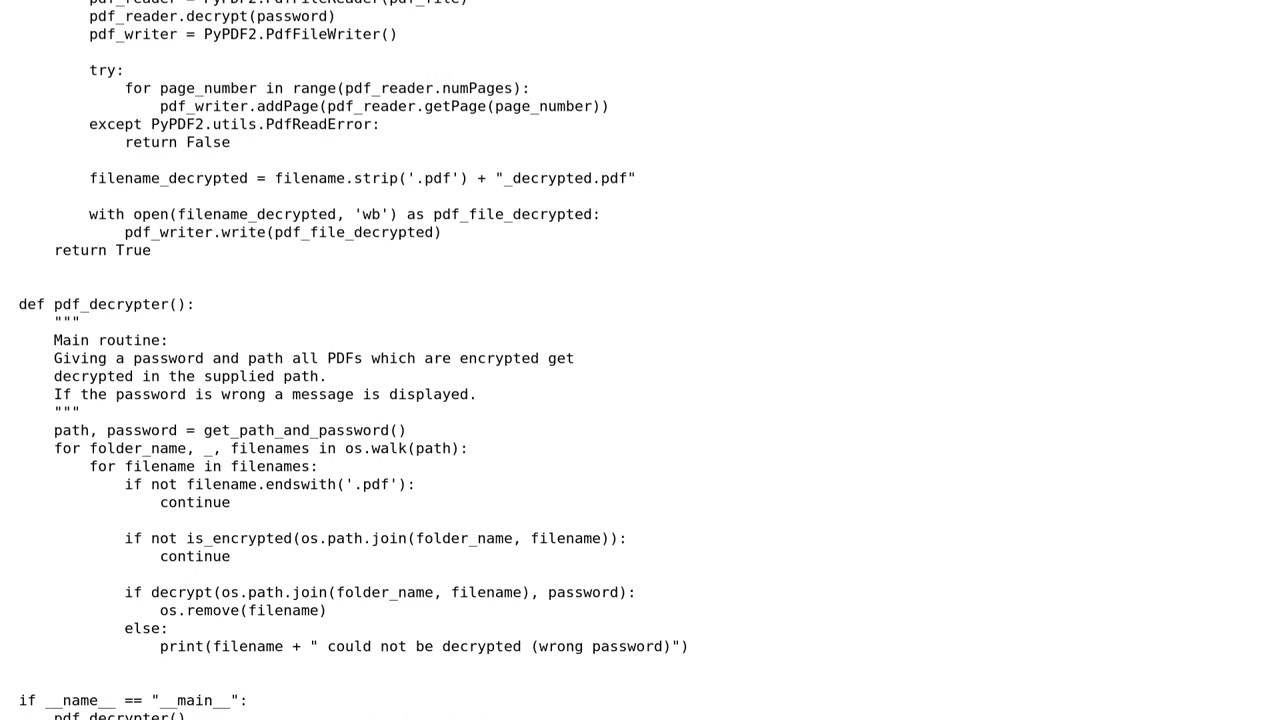 pdf_reader = PyPDF2.PdfFileReader(pdf_file)
        pdf_reader.decrypt(password)
        pdf_writer = PyPDF2.PdfFileWriter()

        try:
            for page_number in range(pdf_reader.numPages):
                pdf_writer.addPage(pdf_reader.getPage(page_number))
        except PyPDF2.utils.PdfReadError:
            return False

        filename_decrypted = filename.strip('.pdf') + "_decrypted.pdf"

        with open(filename_decrypted, 'wb') as pdf_file_decrypted:
            pdf_writer.write(pdf_file_decrypted)
    return True


def pdf_decrypter():
    """
    Main routine:
    Giving a password and path all PDFs which are encrypted get
    decrypted in the supplied path.
    If the password is wrong a message is displayed.
    """
    path, password = get_path_and_password()
    for folder_name, _, filenames in os.walk(path):
        for filename in filenames:
            if not filename.endswith('.pdf'):
                continue

            if not is_encrypted(os.path.join(folder_name, filename)):
                continue

            if decrypt(os.path.join(folder_name, filename), password):
                os.remove(filename)
            else:
                print(filename + " could not be decrypted (wrong password)")


if __name__ == "__main__":
    pdf_decrypter()